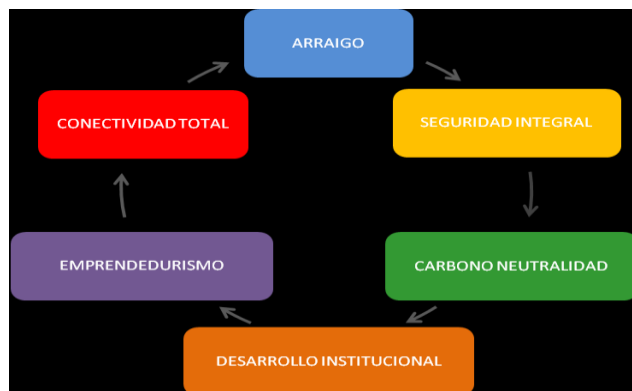 ARRAIGO
CONECTIVIDAD TOTAL
SEGURIDAD INTEGRAL
EMPRENDEDURISMO
CARBONO NEUTRALIDAD
DESARROLLO INSTITUCIONAL